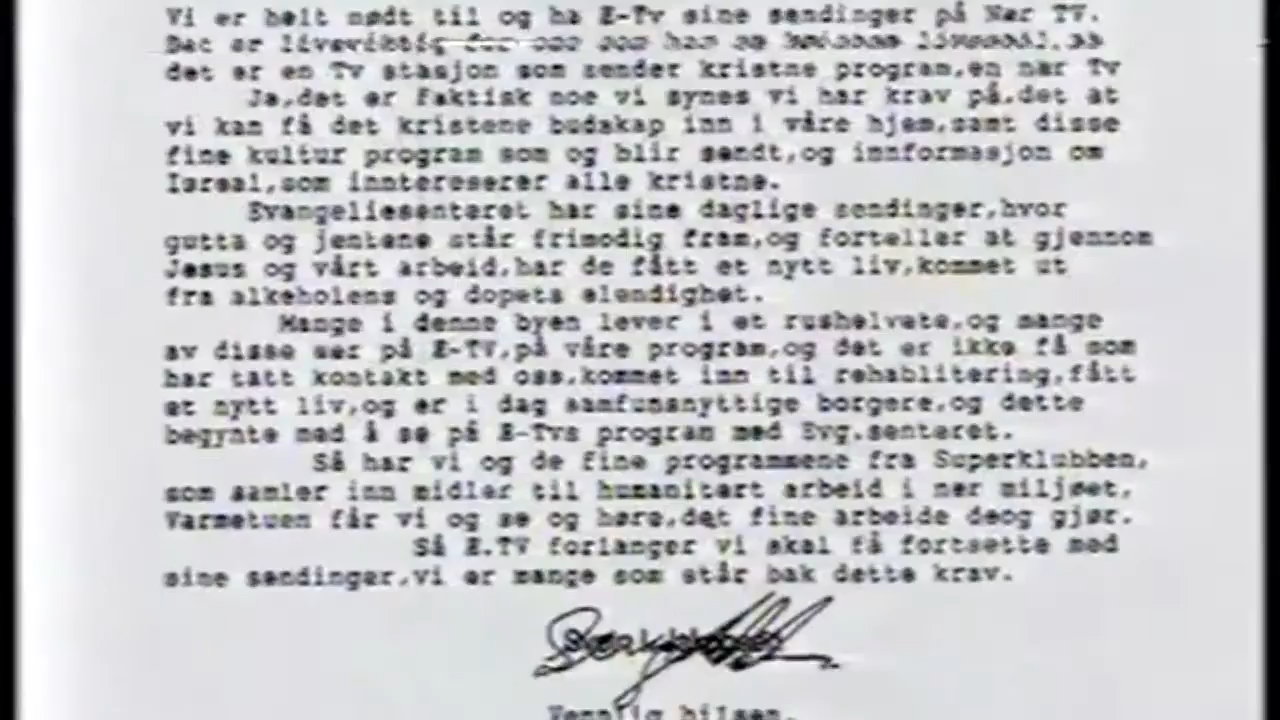 Vi er helt nødt til og ha E-Tv sine sendinger på Nær TV.
Det er livsviktig for
det er en Tv stasjon som sender kristne program,en nær Tv
Ja,det er faktisk noe vi synes vi har krav på,det at
vi kan få det kristene budskap inn i våre hjem,samt disse
fine kultur program som og blir sendt,og innformasjon om
Isreal,som inntereserer alle kristne.
Evangeliesenteret har sine daglige sendinger,hvor
gutta og jentene står frimodig fram,og forteller at gjennom
Jesus og vårt arbeid,har de fått et nytt liv,kommet ut
fra alkeholens og dopets elendighet.
Mange i denne byen lever i et rushelvete,og mange
av disse ser på E-TV,på våre program,og det er ikke få som
har tatt kontakt med oss,kommet inn til rehablitering,fått
et nytt liv,og er i dag samfunsnyttige borgere,og dette
begynte med å se på E-Tvs program med Evg.senteret.
Så har vi og de fine programmene fra Superklubben,
som samler inn midler til humanitært arbeid i nær miljøet,
Varmetuen får vi og se og høre,det fine arbeide deog gjør.
Så E.TV forlanger vi skal få fortsette med
sine sendinger,vi er mange som står bak dette krav.
Vennlig hilsen.